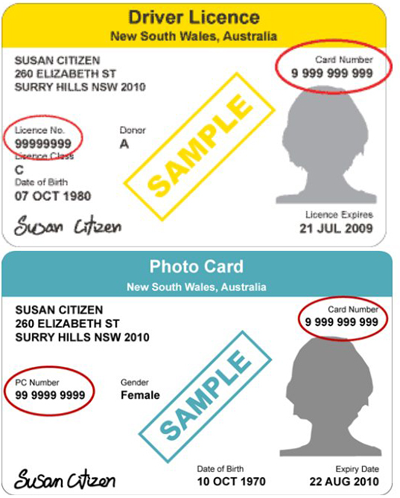 Driver Licence
New South Wales, Australia
SUSAN CITIZEN
260 ELIZABETH ST
SURRY HILLS NSW 2010
Card Number
9 999 999 999
Licence No.
99999999
Donor
A
Licence Class
C
Date of Birth
07 OCT 1980
SAMPLE
Susan Citizen
Licence Expires
21 JUL 2009
Photo Card
New South Wales, Australia
SUSAN CITIZEN
260 ELIZABETH ST
SURRY HILLS NSW 2010
Card Number
9 999 999 999
PC Number
99 9999 9999
Gender
Female
SAMPLE
Susan Citizen
Date of Birth
10 OCT 1970
Expiry Date
22 AUG 2010